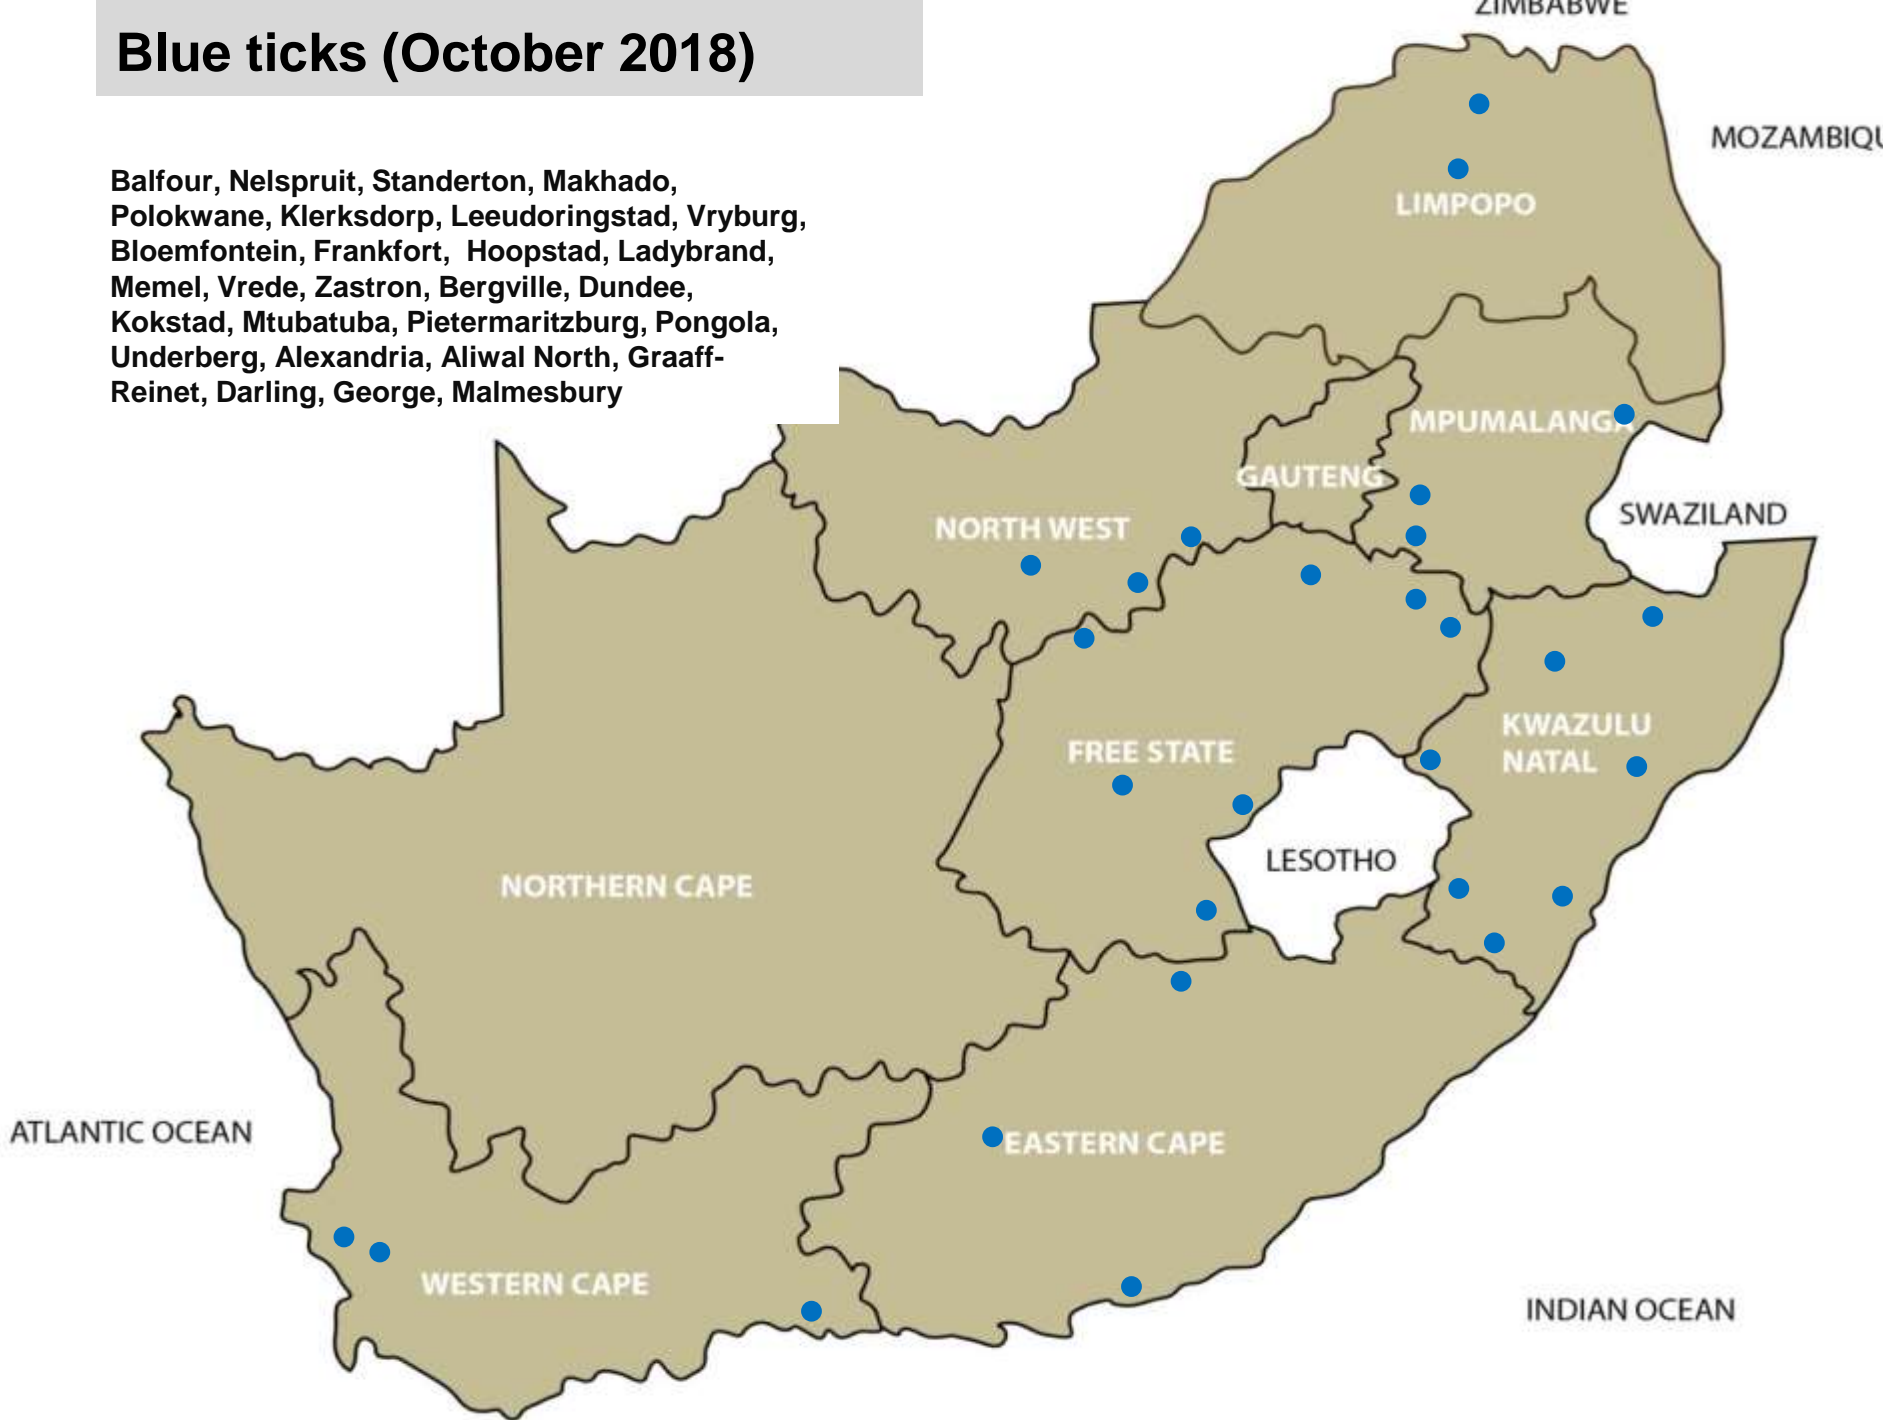 ZIMBABWE
Blue ticks (October 2018)
MOZAMBIQU
Balfour, Nelspruit, Standerton, Makhado,
Polokwane, Klerksdorp, Leeudoringstad, Vryburg,
Bloemfontein, Frankfort, Hoopstad, Ladybrand,
Memel, Vrede, Zastron, Bergville, Dundee,
Kokstad, Mtubatuba, Pietermaritzburg, Pongola,
Underberg, Alexandria, Aliwal North, Graaff-
Reinet, Darling, George, Malmesbury
LIMPOPO
MPUMALANGA
GAUTENG
SWAZILAND
NORTH WEST
KWAZULU
NATAL
FREE STATE
LESOTHO
NORTHERN CAPE
ATLANTIC OCEAN
EASTERN CAPE
WESTERN CAPE
INDIAN OCEAN